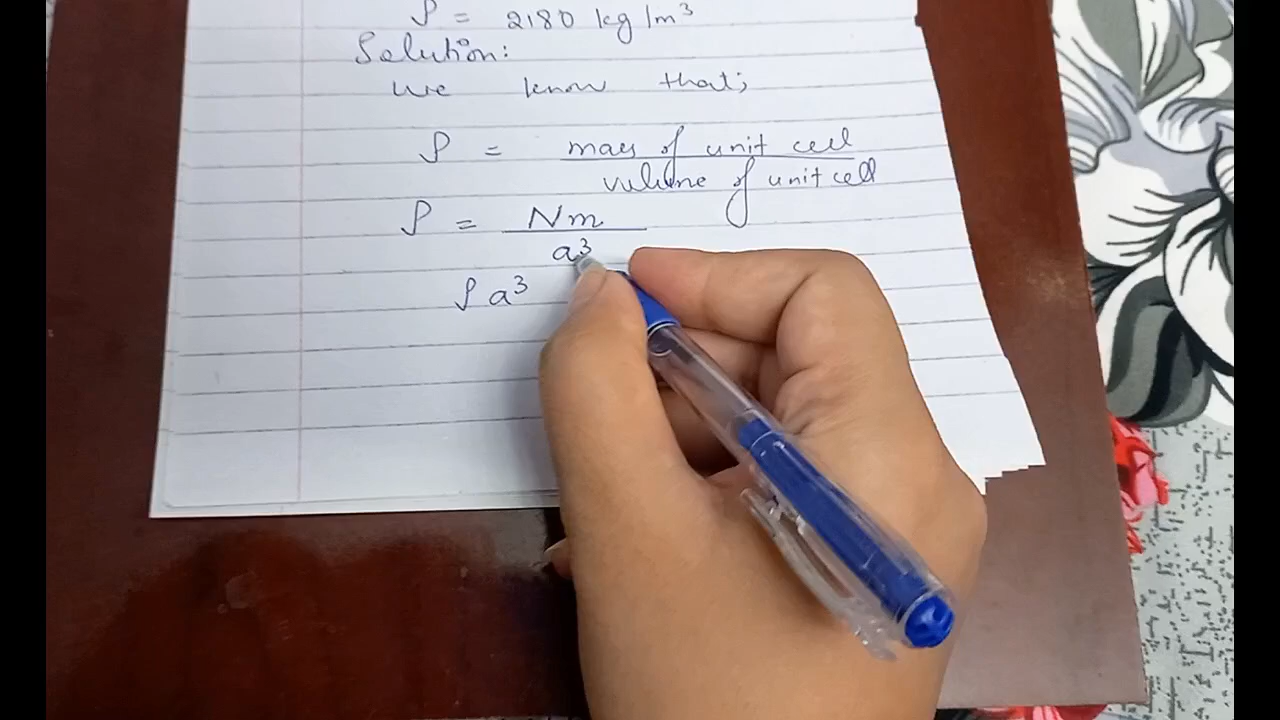 ρ = 2180 kg/m³
Solution:
We know that;
ρ = mass of unit cell
volume of unit cell
ρ = Nm
a³
ρa³